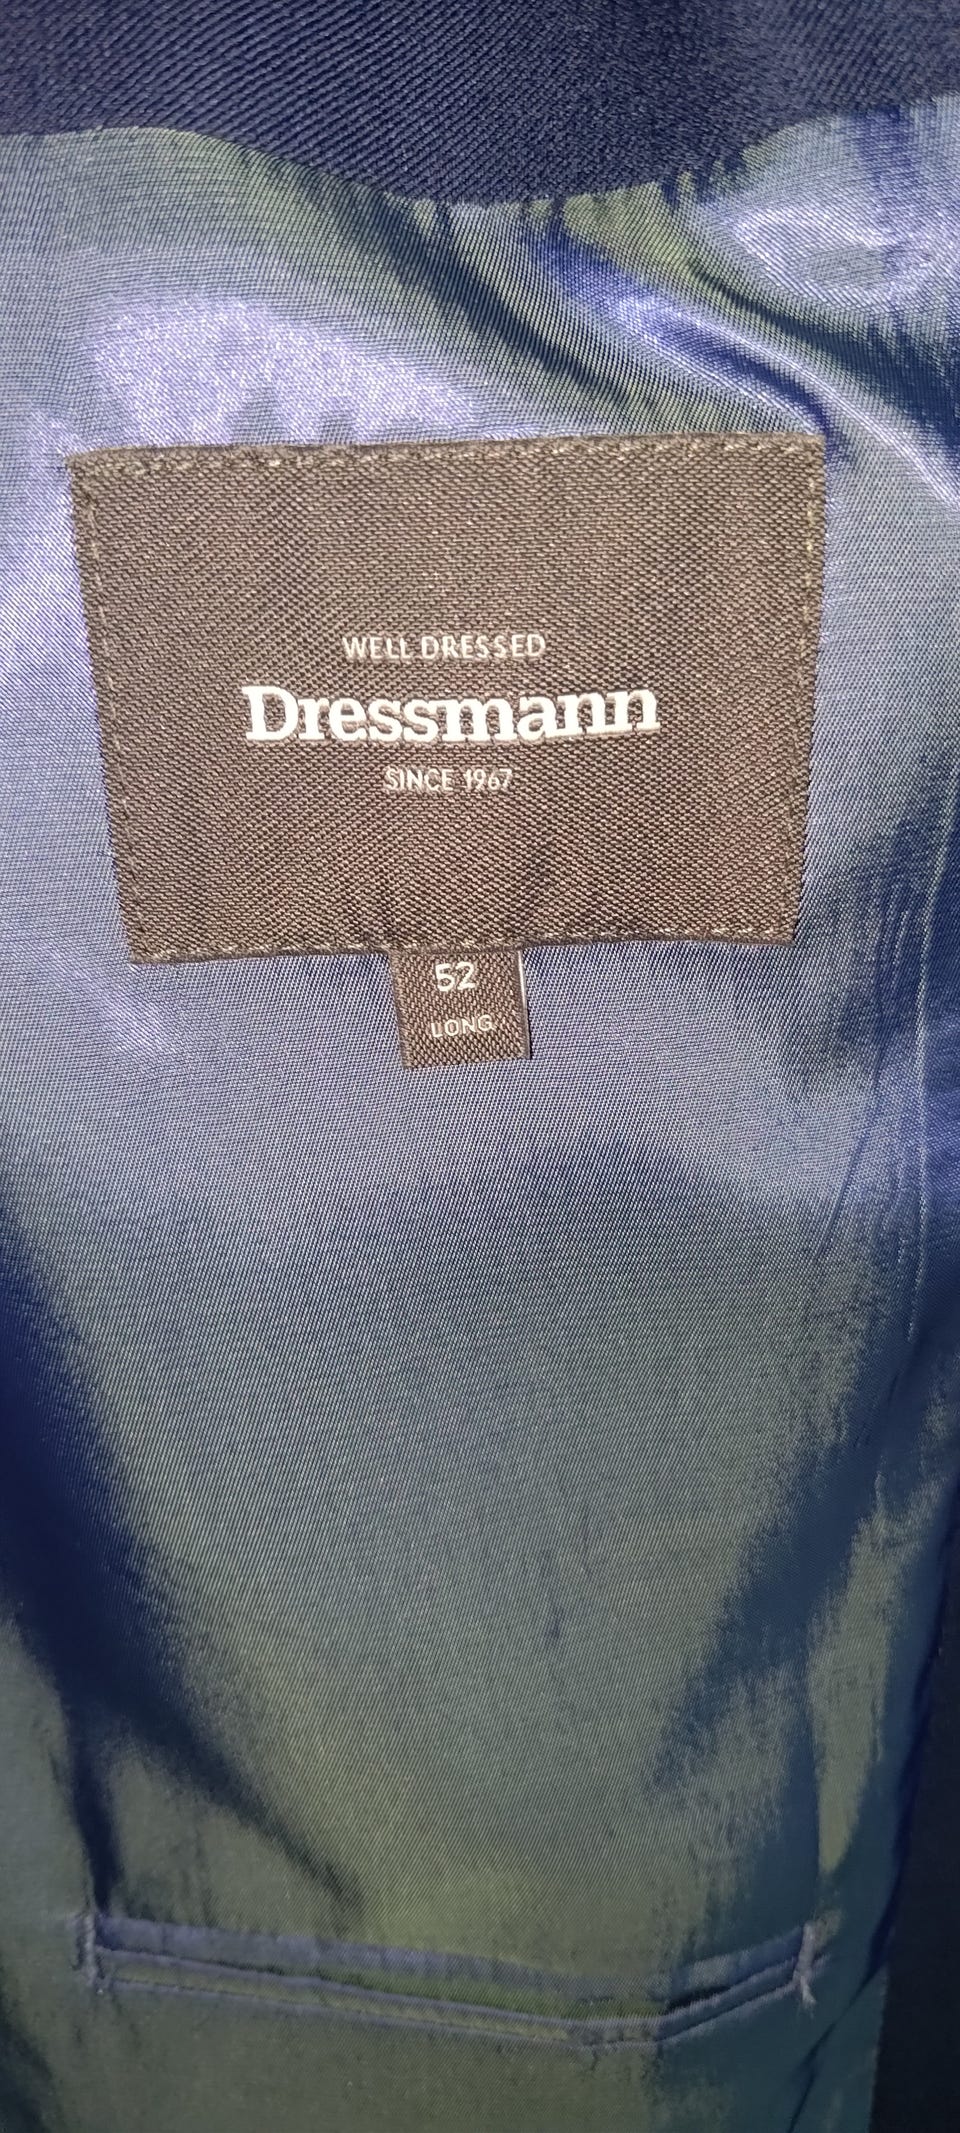 WELL DRESSED
Dressmann
SINCE 1967
52
LONG